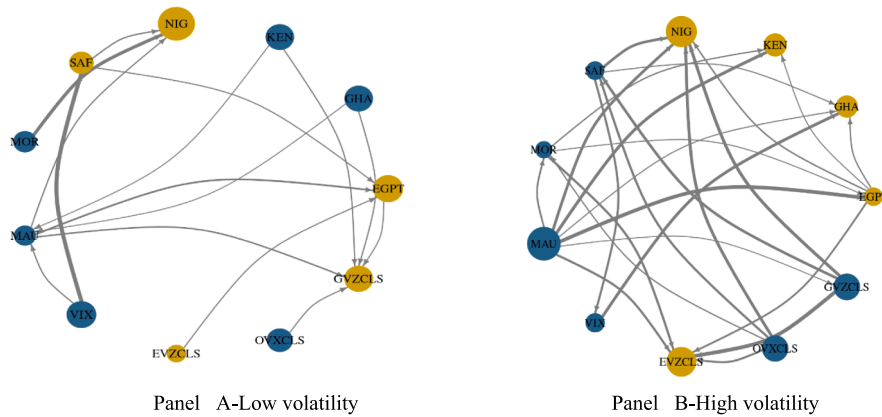 NIG
KEN
SAF
GHA
MOR
EGPT
MAU
GVZCLS
VIX
OVXCLS
EVZCLS
Panel A-Low volatility
NIG
KEN
SAF
GHA
MOR
EGP
MAU
GVZCLS
VIX
OVXCLS
EVZCLS
Panel B-High volatility